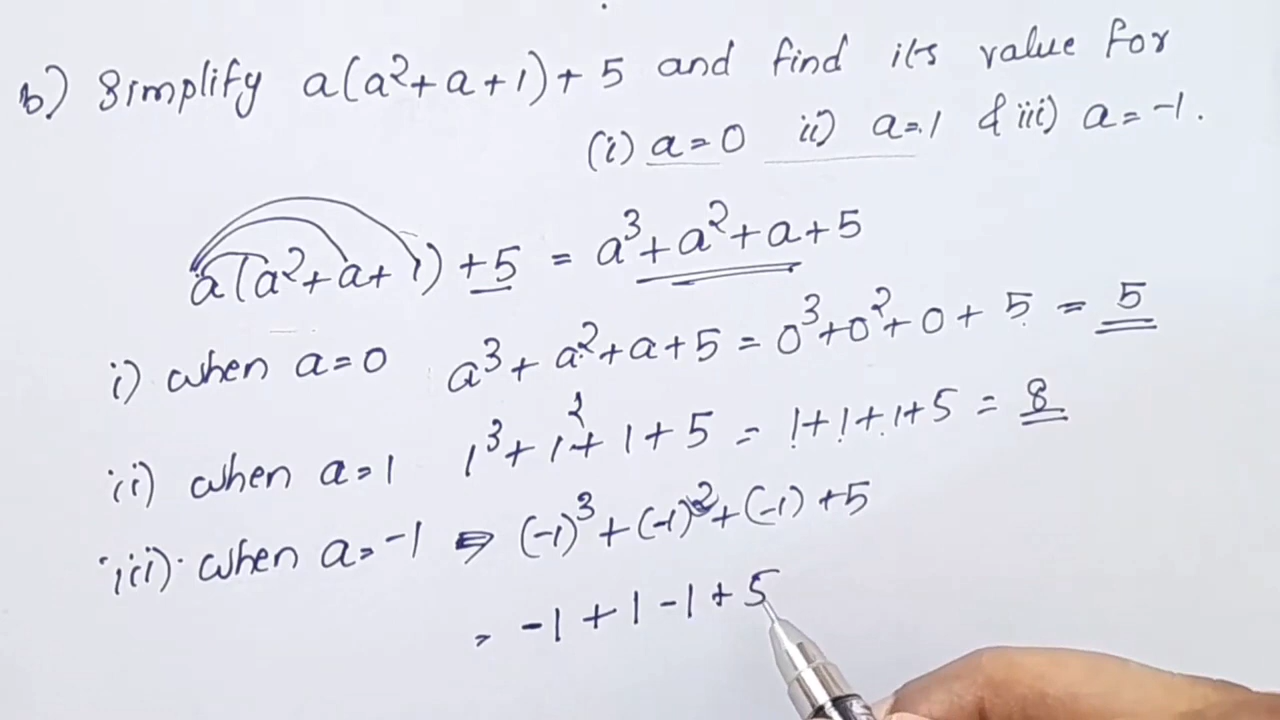 b) Simplify a(a²+a+1)+5 and find its value for
(i) a=0 ii) a=1 & iii) a=-1.
a(a²+a+1)+5 = a³+a²+a+5
i) when a=0 a³+a²+a+5 = 0³+0²+0+5 = 5
ii) when a=1 1³+1²+1+5 = 1+1+1+5 = 8
iii) when a=-1 ⇒ (-1)³+(-1)²+(-1)+5
= -1+1-1+5